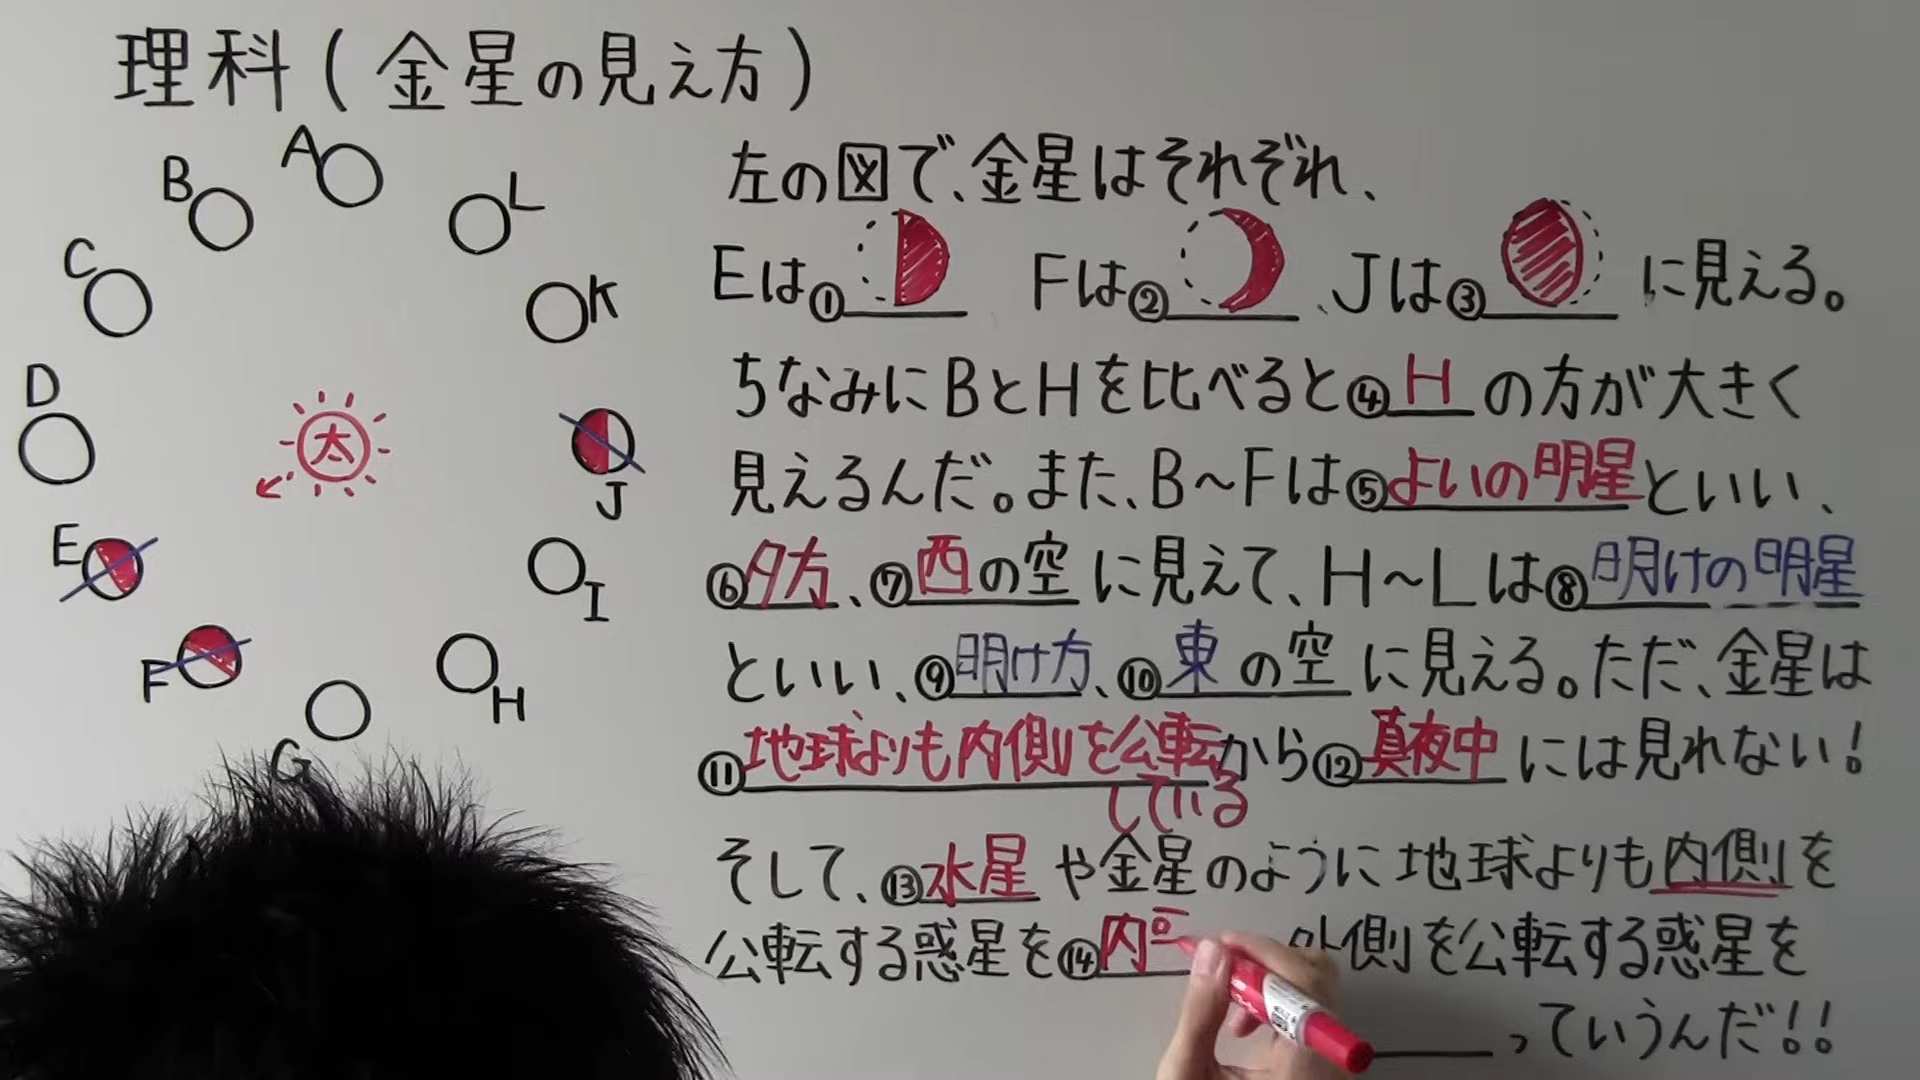 理科(金星の見え方)
A
B
L
C
K
D
太
J
E
I
F
H
G
左の図で、金星はそれぞれ、
Eは① Fは② 、Jは③ に見える。
ちなみにBとHを比べると④Hの方が大きく
見えるんだ。また、B~Fは⑤よいの明星といい、
⑥夕方、⑦西の空に見えて、H~Lは⑧明けの明星
といい、⑨明け方、⑩東の空に見える。ただ、金星は
⑪地球よりも内側を公転しているから⑫真夜中には見れない!
そして、⑬水星や金星のように地球よりも内側を
公転する惑星を⑭内 外側を公転する惑星を
っていうんだ!!